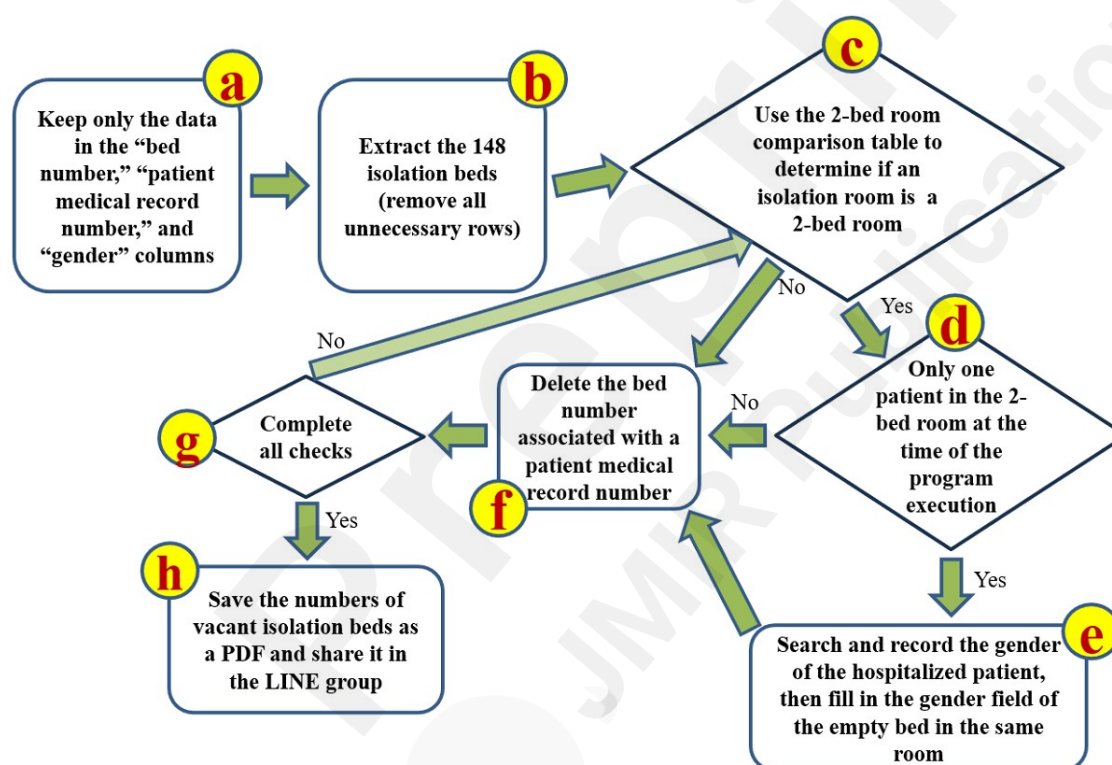 a
Keep only the data
in the “bed
number,” “patient
medical record
number,” and
“gender” columns
b
Extract the 148
isolation beds
(remove all
unnecessary rows)
c
Use the 2-bed room
comparison table to
determine if an
isolation room is a
2-bed room
No
Yes
d
Only one
patient in the 2-
bed room at the
time of the
program
execution
No
Yes
e
Search and record the gender
of the hospitalized patient,
then fill in the gender field of
the empty bed in the same
room
f
Delete the bed
number
associated with a
patient medical
record number
g
Complete
all checks
No
Yes
h
Save the numbers of
vacant isolation beds as
a PDF and share it in
the LINE group
Preprint
JMIR Publications